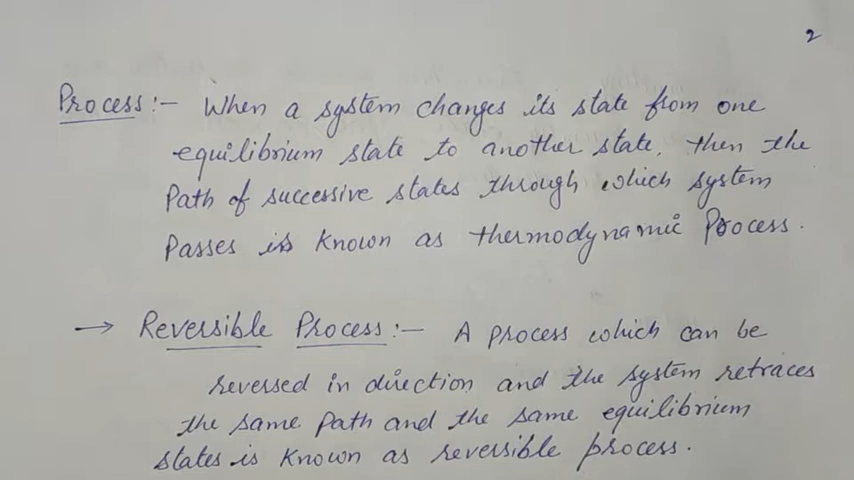 2
Process:- When a system changes its state from one
equilibrium state to another state, then the
Path of successive states through which system
Passes is known as thermodynamic Process.
→ Reversible Process:- A process which can be
reversed in direction and the system retraces
the same path and the same equilibrium
states is known as reversible process.